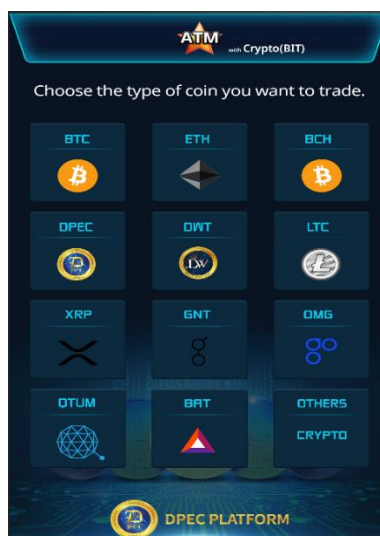 ATM with Crypto(BIT)
Choose the type of coin you want to trade.
BTC ETH BCH
DPEC DWT LTC
DW
XRP GNT OMG
QTUM BAT OTHERS
CRYPTO
DPEC PLATFORM